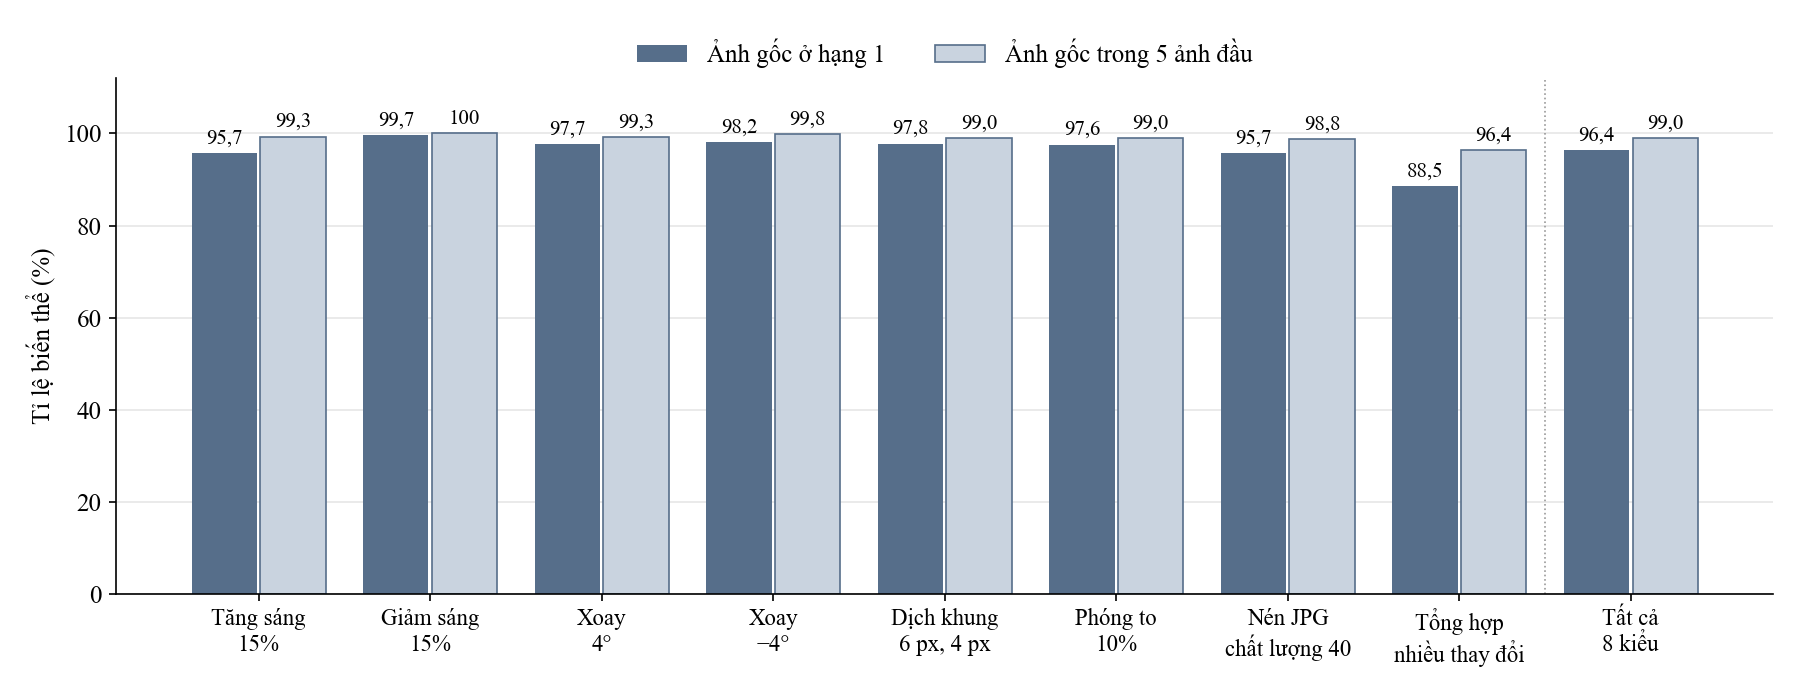 Ảnh gốc ở hạng 1 Ảnh gốc trong 5 ảnh đầu
Tỉ lệ biến thể (%)
100
80
60
40
20
0
95,7 99,3 99,7 100 97,7 99,3 98,2 99,8 97,8 99,0 97,6 99,0 95,7 98,8 88,5 96,4 96,4 99,0
Tăng sáng
15%
Giảm sáng
15%
Xoay
4°
Xoay
−4°
Dịch khung
6 px, 4 px
Phóng to
10%
Nén JPG
chất lượng 40
Tổng hợp
nhiều thay đổi
Tất cả
8 kiểu